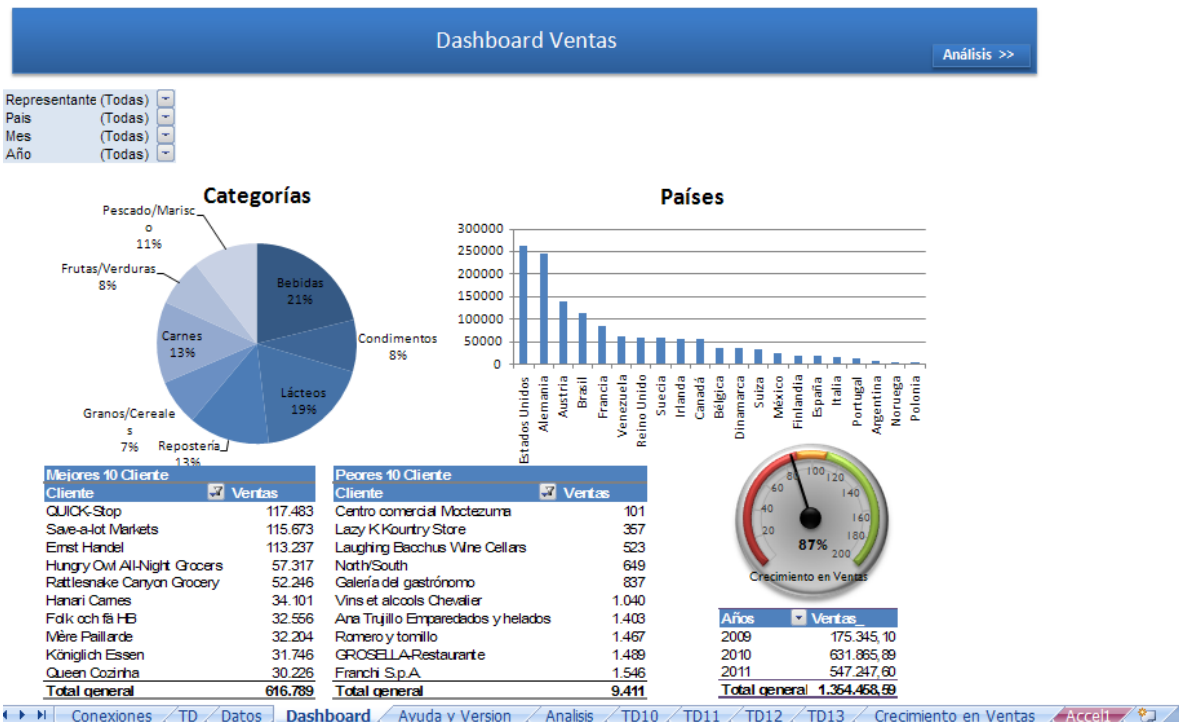 Dashboard Ventas
Análisis >>
Representante (Todas)
Pais (Todas)
Mes (Todas)
Año (Todas)
Categorías
Pescado/Marisc
o
11%
Frutas/Verduras
8%
Bebidas
21%
Carnes
13%
Condimentos
8%
Lácteos
19%
Granos/Cereale
s
7%
Repostería
13%
Países
300000
250000
200000
150000
100000
50000
0
Estados Unidos
Alemania
Austria
Brasil
Francia
Venezuela
Reino Unido
Suecia
Irlanda
Canadá
Bélgica
Dinamarca
Suiza
México
Finlandia
España
Italia
Portugal
Argentina
Noruega
Polonia
Mejores 10 Cliente
Cliente Ventas
QUICK-Stop 117.483
Save-a-lot Markets 115.673
Ernst Handel 113.237
Hungry Owl All-Night Grocers 57.317
Rattlesnake Canyon Grocery 52.246
Hanari Carnes 34.101
Folk och fä HB 32.556
Mère Paillarde 32.204
Königlich Essen 31.746
Queen Cozinha 30.226
Total general 616.789
Peores 10 Cliente
Cliente Ventas
Centro comercial Moctezuma 101
Lazy K Kountry Store 357
Laughing Bacchus Wine Cellars 523
North/South 649
Galería del gastrónomo 837
Vins et alcools Chevalier 1.040
Ana Trujillo Emparedados y helados 1.403
Romero y tomillo 1.467
GROSELLA-Restaurante 1.489
Franchi S.p.A. 1.546
Total general 9.411
20
40
60
80
100
120
140
160
180
200
87%
Crecimiento en Ventas
Años Ventas_
2009 175.345,10
2010 631.865,89
2011 547.247,60
Total general 1.354.458,59
Conexiones TD Datos Dashboard Ayuda y Version Analisis TD10 TD11 TD12 TD13 Crecimiento en Ventas Accel1